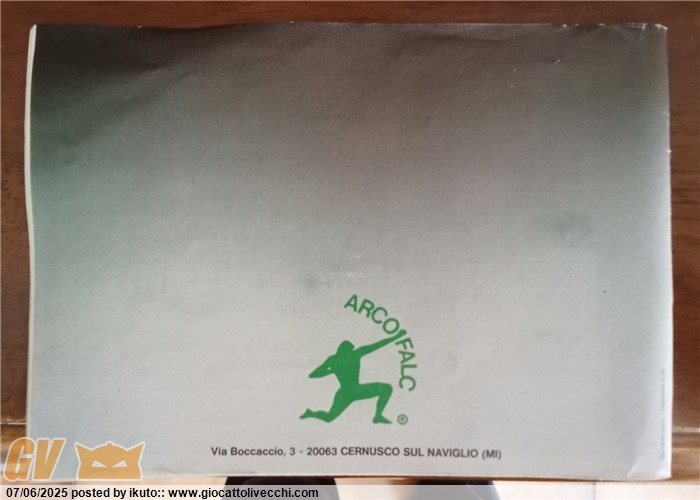 ARCO FALC
®
Via Boccaccio, 3 - 20063 CERNUSCO SUL NAVIGLIO (MI)
GV
07/06/2025 posted by ikuto:: www.giocattolivecchi.com